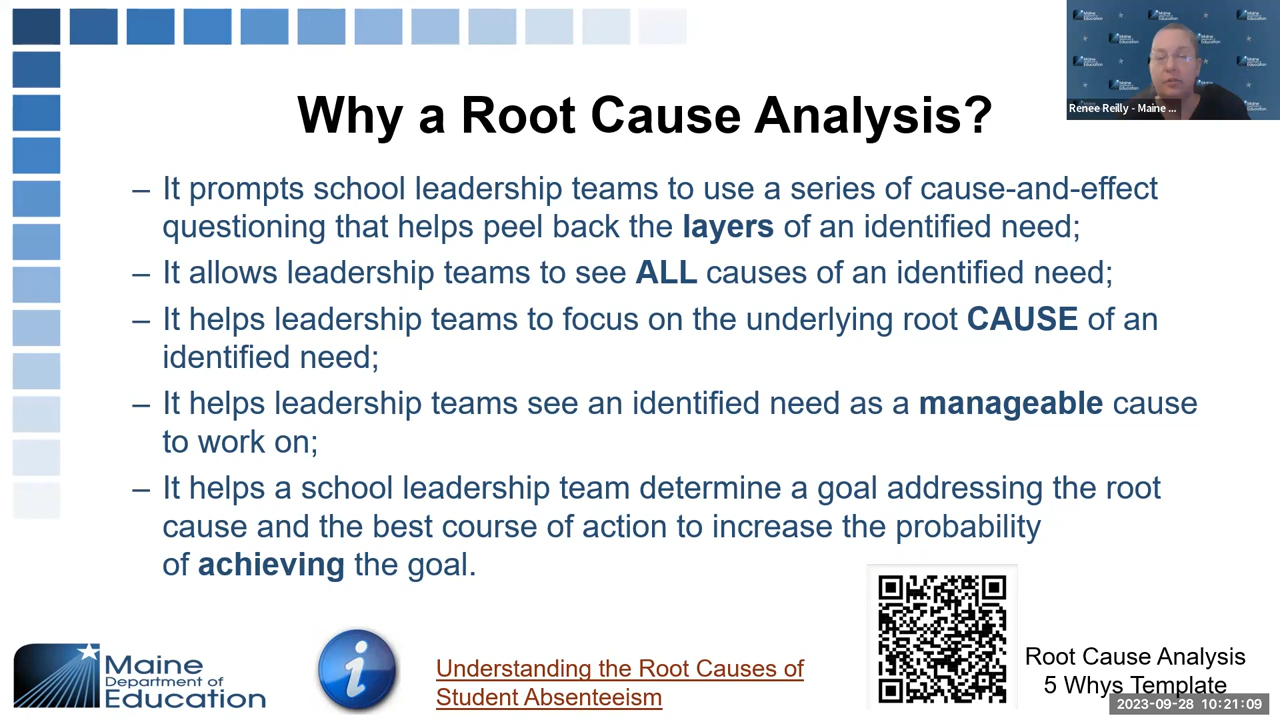 Why a Root Cause Analysis?
– It prompts school leadership teams to use a series of cause-and-effect
questioning that helps peel back the layers of an identified need;
– It allows leadership teams to see ALL causes of an identified need;
– It helps leadership teams to focus on the underlying root CAUSE of an
identified need;
– It helps leadership teams see an identified need as a manageable cause
to work on;
– It helps a school leadership team determine a goal addressing the root
cause and the best course of action to increase the probability
of achieving the goal.
Renee Reilly - Maine ...
Maine
Department of
Education
i
Understanding the Root Causes of
Student Absenteeism
Root Cause Analysis
5 Whys Template
2023-09-28 10:21:09